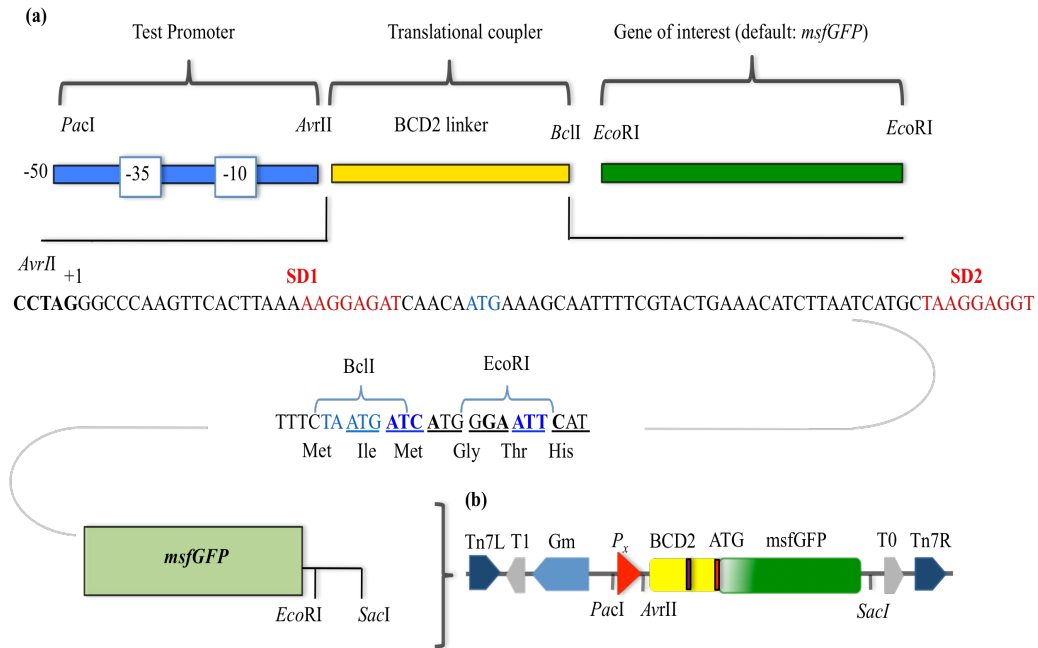 (a)
Test Promoter
Translational coupler
Gene of interest (default: msfGFP)
PacI
AvrII
BCD2 linker
BclI
EcoRI
EcoRI
-50
-35
-10
AvrII
+1
SD1
SD2
CCTAGGGCCCAAGTTCACTTAAAAAGGAGATCAACAATGAAAGCAATTTTCGTACTGAAACATCTTAATCATGCTAAGGAGGT
BclI
EcoRI
TTTCTA ATG ATC ATG GGA ATT CAT
Met Ile Met Gly Thr His
(b)
msfGFP
EcoRI
SacI
Tn7L T1 Gm Px BCD2 ATG msfGFP T0 Tn7R
PacI AvrII SacI